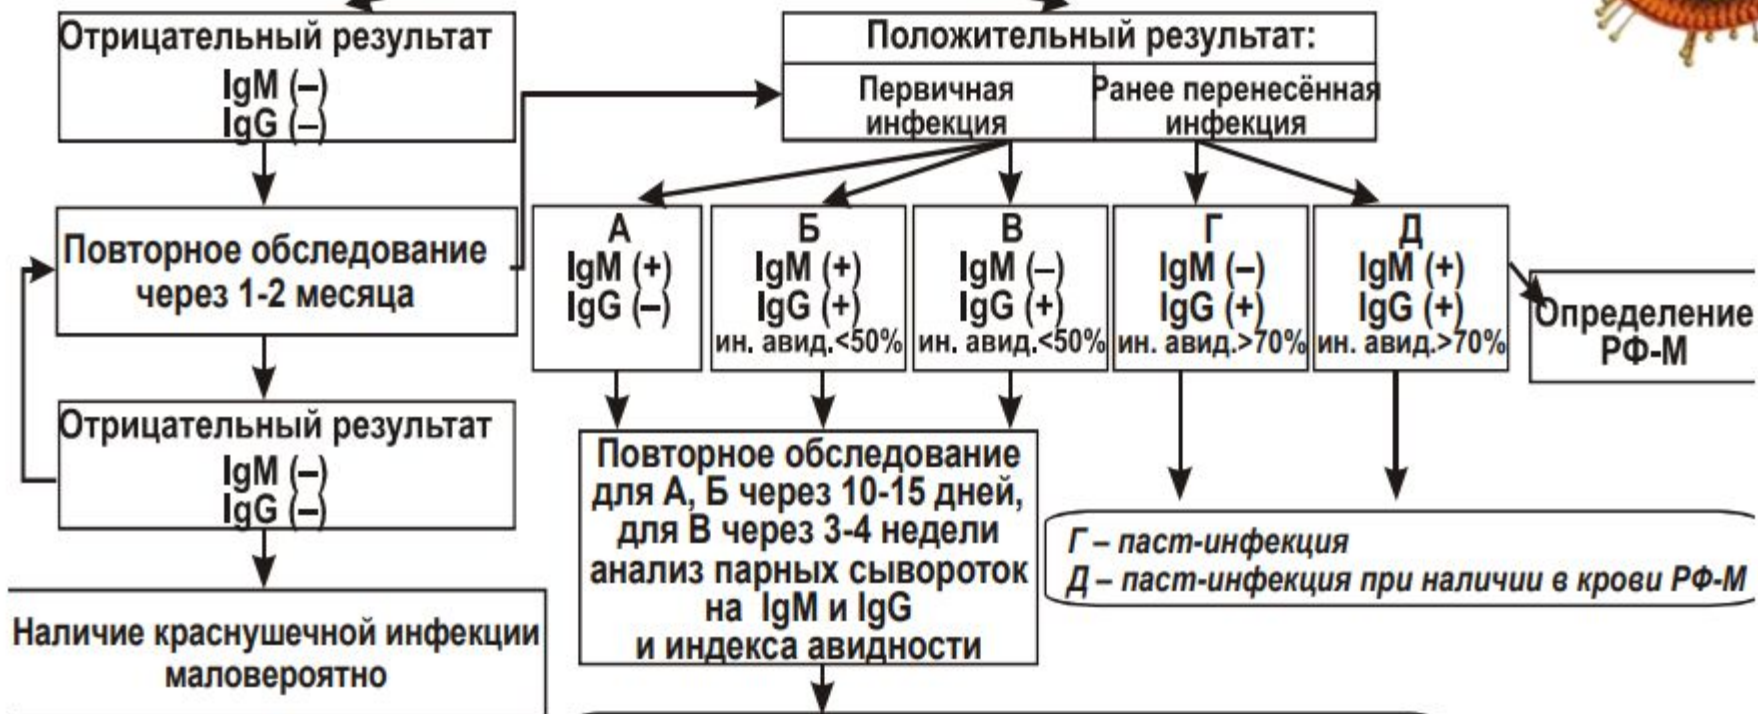 Отрицательный результат
IgM (–)
IgG (–)
Положительный результат:
Первичная
инфекция
Ранее перенесённая
инфекция
Повторное обследование
через 1-2 месяца
А
IgM (+)
IgG (–)
Б
IgM (+)
IgG (+)
ин. авид.<50%
В
IgM (–)
IgG (+)
ин. авид.<50%
Г
IgM (–)
IgG (+)
ин. авид.>70%
Д
IgM (+)
IgG (+)
ин. авид.>70%
Определение
РФ-М
Отрицательный результат
IgM (–)
IgG (–)
Повторное обследование
для А, Б через 10-15 дней,
для В через 3-4 недели
анализ парных сывороток
на IgM и IgG
и индекса авидности
Г – паст-инфекция
Д – паст-инфекция при наличии в крови РФ-М
Наличие краснушечной инфекции
маловероятно